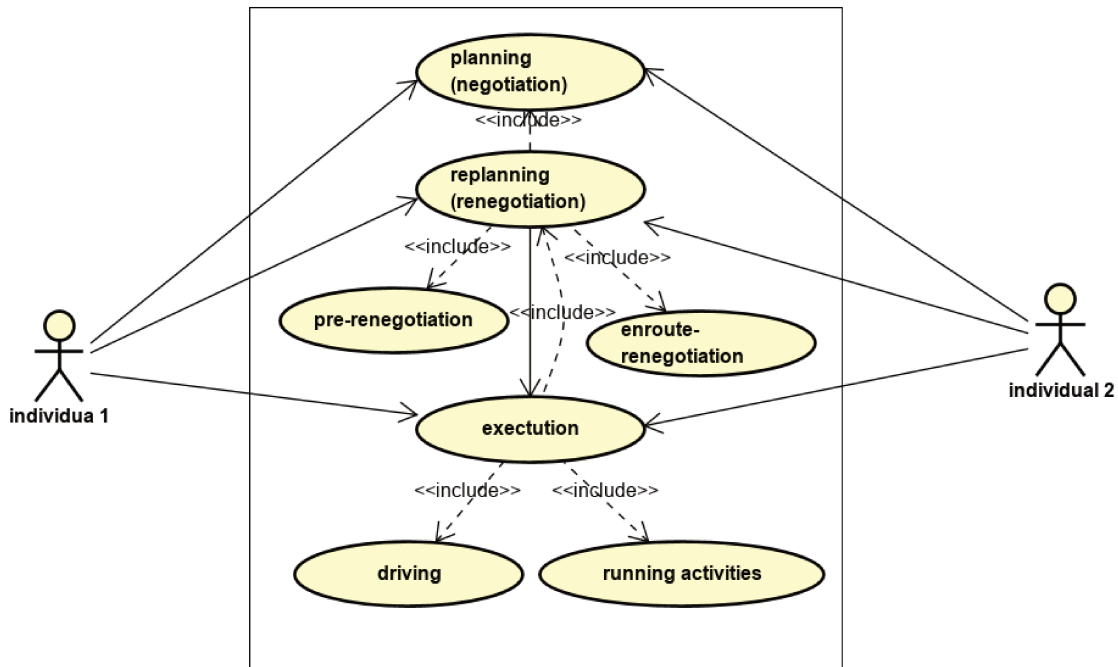 planning
(negotiation)
<<include>>
replanning
(renegotiation)
<<include>>
<<include>>
pre-renegotiation
<<include>>
enroute-
renegotiation
individua 1
individual 2
exectution
<<include>>
<<include>>
driving
running activities